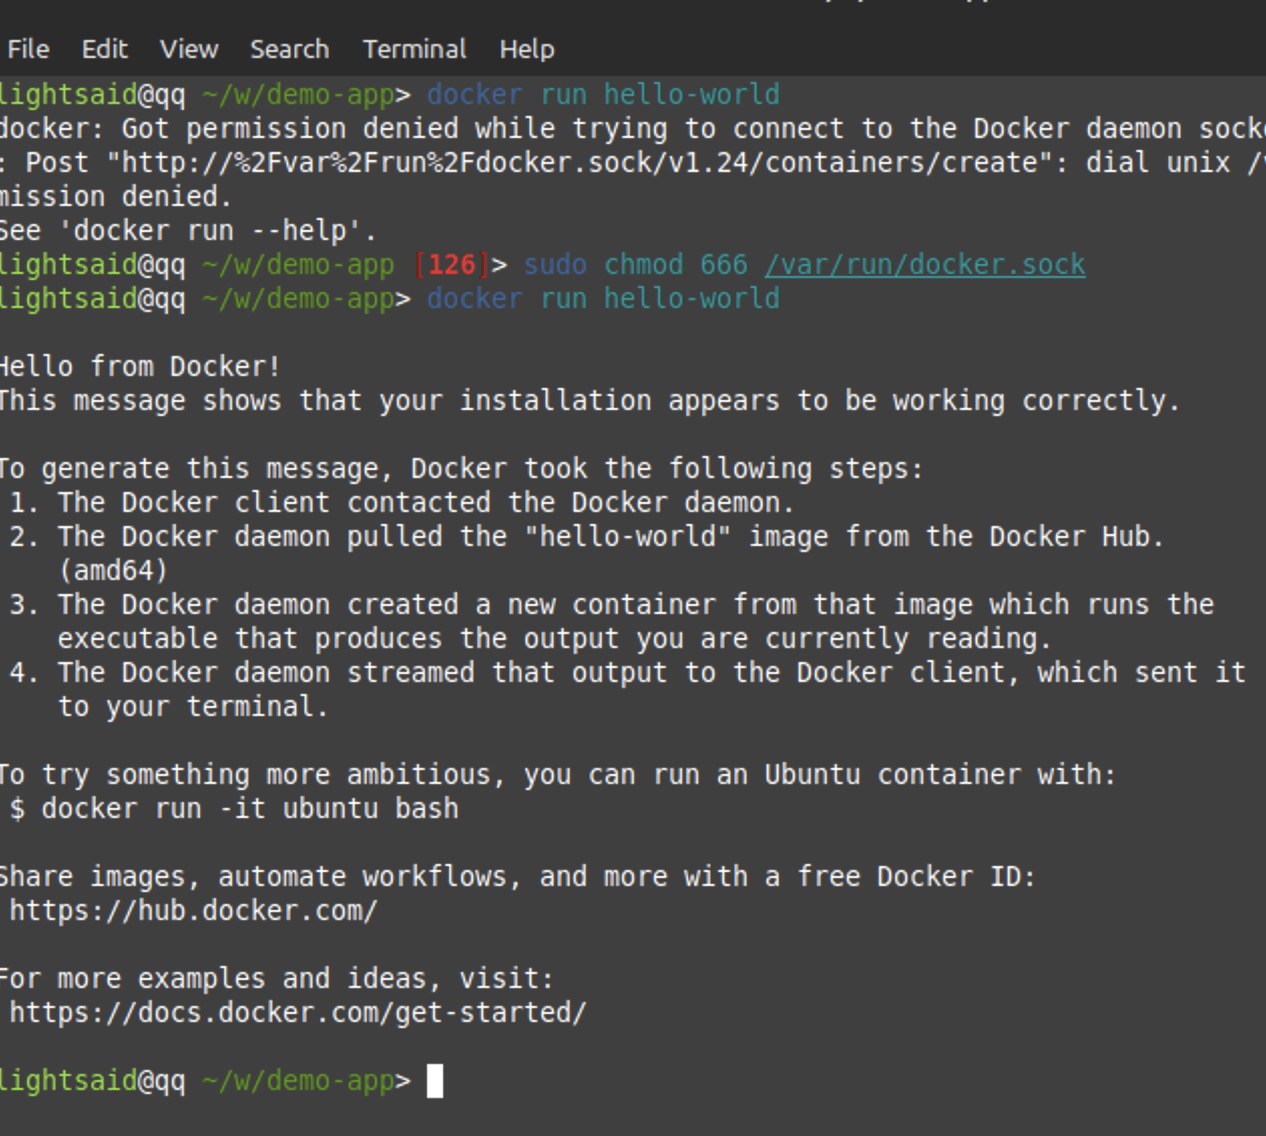 File Edit View Search Terminal Help
lightsaid@qq ~/w/demo-app> docker run hello-world
docker: Got permission denied while trying to connect to the Docker daemon
: Post "http://%2Fvar%2Frun%2Fdocker.sock/v1.24/containers/create": dial unix
mission denied.
See 'docker run --help'.
lightsaid@qq ~/w/demo-app [126]> sudo chmod 666 /var/run/docker.sock
lightsaid@qq ~/w/demo-app> docker run hello-world
Hello from Docker!
This message shows that your installation appears to be working correctly.
To generate this message, Docker took the following steps:
1. The Docker client contacted the Docker daemon.
2. The Docker daemon pulled the "hello-world" image from the Docker Hub.
(amd64)
3. The Docker daemon created a new container from that image which runs the
executable that produces the output you are currently reading.
4. The Docker daemon streamed that output to the Docker client, which sent it
to your terminal.
To try something more ambitious, you can run an Ubuntu container with:
$ docker run -it ubuntu bash
Share images, automate workflows, and more with a free Docker ID:
https://hub.docker.com/
For more examples and ideas, visit:
https://docs.docker.com/get-started/
lightsaid@qq ~/w/demo-app>